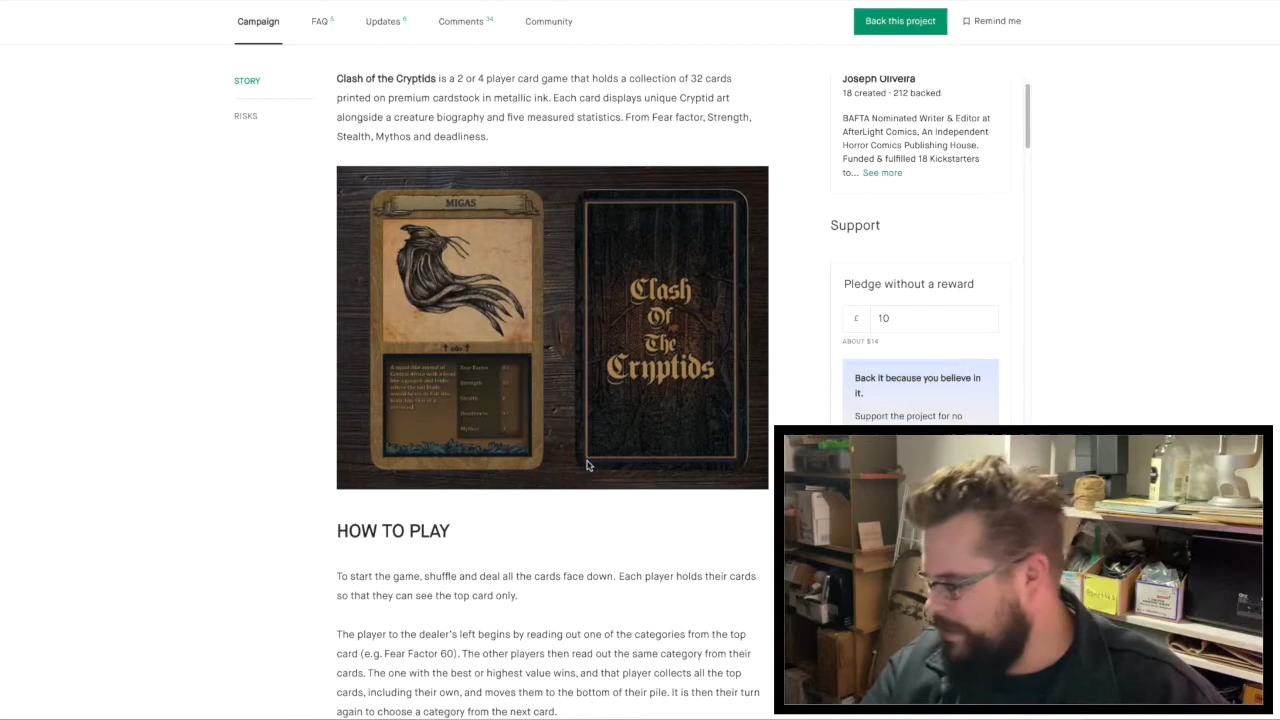 Campaign
FAQ 5
Updates 6
Comments 34
Community
Back this project
Remind me
STORY
RISKS
Clash of the Cryptids is a 2 or 4 player card game that holds a collection of 32 cards
printed on premium cardstock in metallic ink. Each card displays unique Cryptid art
alongside a creature biography and five measured statistics. From Fear factor, Strength,
Stealth, Mythos and deadliness.
MIGAS
Fear Factor
Strength
Stealth
Deadliness
Mythos
Clash
Of
The
Cryptids
HOW TO PLAY
To start the game, shuffle and deal all the cards face down. Each player holds their cards
so that they can see the top card only.
The player to the dealer's left begins by reading out one of the categories from the top
card (e.g. Fear Factor 60). The other players then read out the same category from their
cards. The one with the best or highest value wins, and that player collects all the top
cards, including their own, and moves them to the bottom of their pile. It is then their turn
again to choose a category from the next card.
Joseph Oliveira
18 created · 212 backed
BAFTA Nominated Writer & Editor at
AfterLight Comics, An Independent
Horror Comics Publishing House.
Funded & fulfilled 18 Kickstarters
to... See more
Support
Pledge without a reward
£ 10
ABOUT $14
Back it because you believe in
it.
Support the project for no